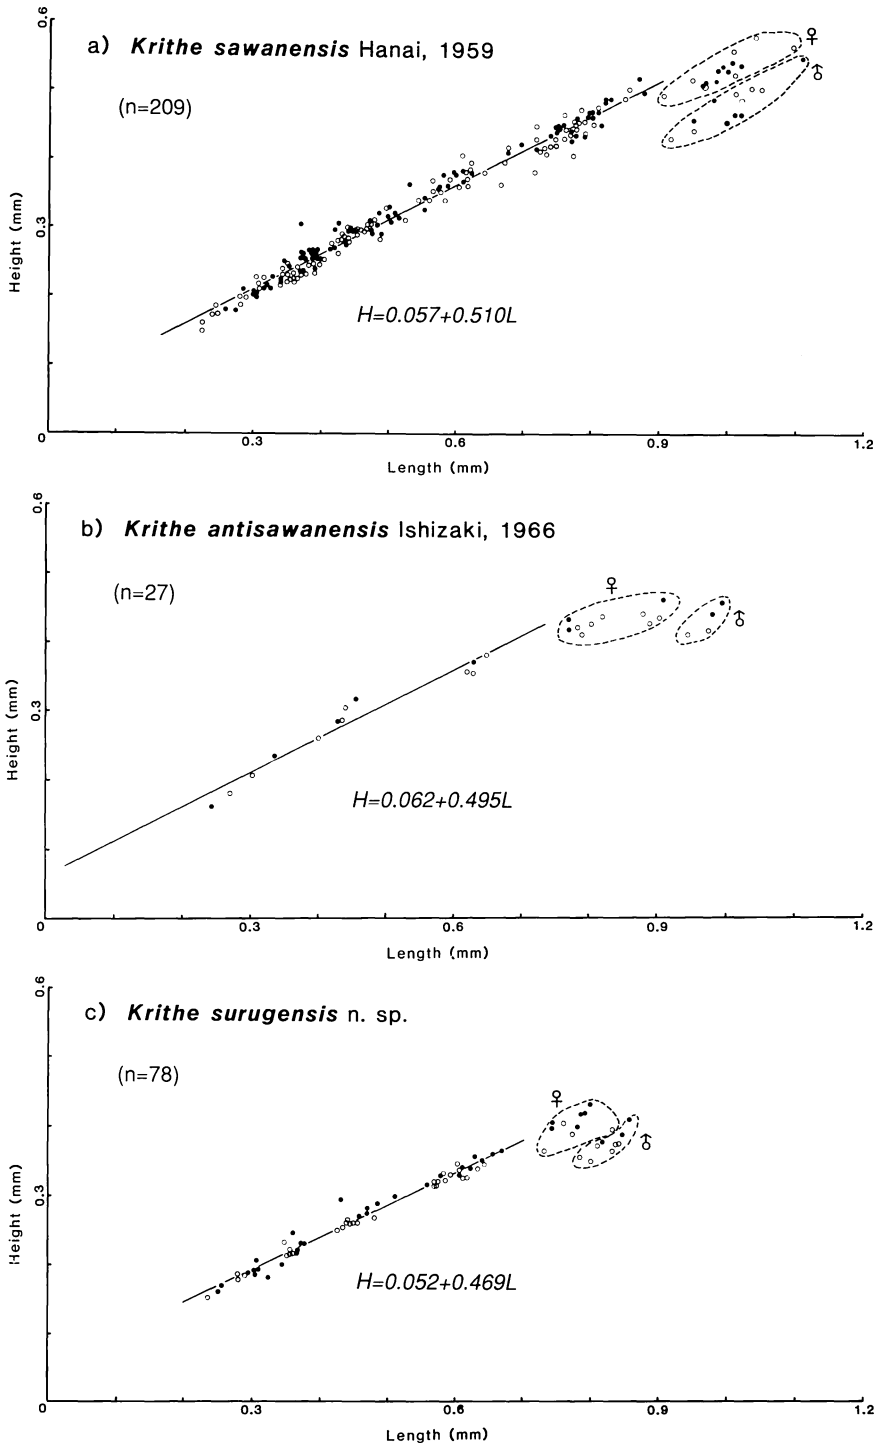 0.6
a) Krithe sawanensis Hanai, 1959
♀
♂
(n=209)
Height (mm)
0.3
H=0.057+0.510L
0
0.3
0.6
0.9
1.2
Length (mm)
0.6
b) Krithe antisawanensis Ishizaki, 1966
(n=27)
♀
♂
Height (mm)
0.3
H=0.062+0.495L
0
0.3
0.6
0.9
1.2
Length (mm)
0.6
c) Krithe surugensis n. sp.
(n=78)
♀
♂
Height (mm)
0.3
H=0.052+0.469L
0
0.3
0.6
0.9
1.2
Length (mm)